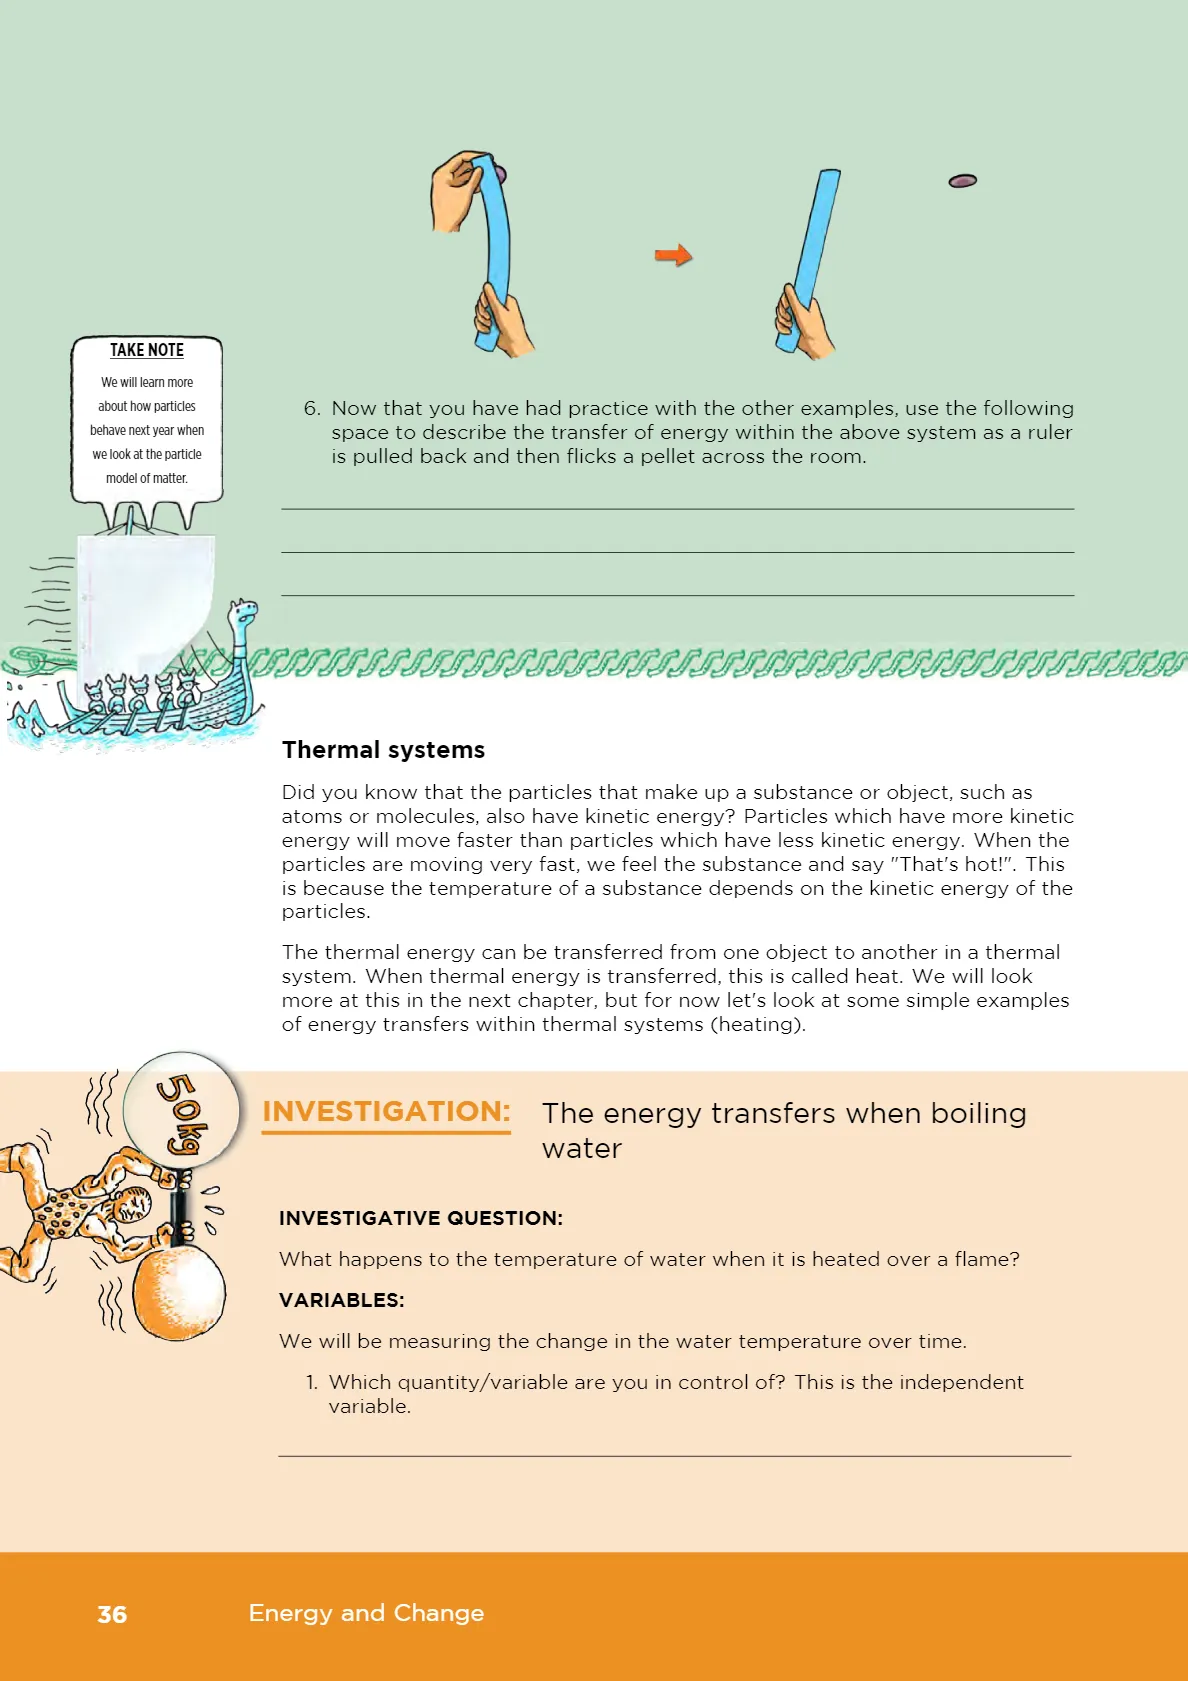 TAKE NOTE
We will learn more
about how particles
behave next year when
we look at the particle
model of matter.
6. Now that you have had practice with the other examples, use the following
space to describe the transfer of energy within the above system as a ruler
is pulled back and then flicks a pellet across the room.
Thermal systems
Did you know that the particles that make up a substance or object, such as
atoms or molecules, also have kinetic energy? Particles which have more kinetic
energy will move faster than particles which have less kinetic energy. When the
particles are moving very fast, we feel the substance and say "That's hot!". This
is because the temperature of a substance depends on the kinetic energy of the
particles.
The thermal energy can be transferred from one object to another in a thermal
system. When thermal energy is transferred, this is called heat. We will look
more at this in the next chapter, but for now let's look at some simple examples
of energy transfers within thermal systems (heating).
50kg
INVESTIGATION: The energy transfers when boiling
water
INVESTIGATIVE QUESTION:
What happens to the temperature of water when it is heated over a flame?
VARIABLES:
We will be measuring the change in the water temperature over time.
1. Which quantity/variable are you in control of? This is the independent
variable.
36 Energy and Change